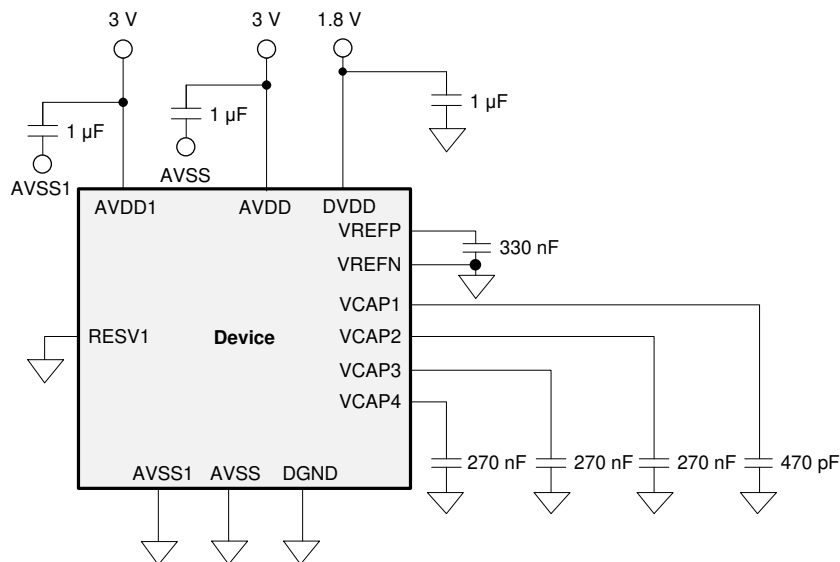 3 V
3 V
1.8 V
1 µF
1 µF
1 µF
AVSS1
AVSS
AVDD1
AVDD
DVDD
VREFP
330 nF
VREFN
VCAP1
RESV1
Device
VCAP2
VCAP3
VCAP4
270 nF
270 nF
270 nF
470 pF
AVSS1
AVSS
DGND